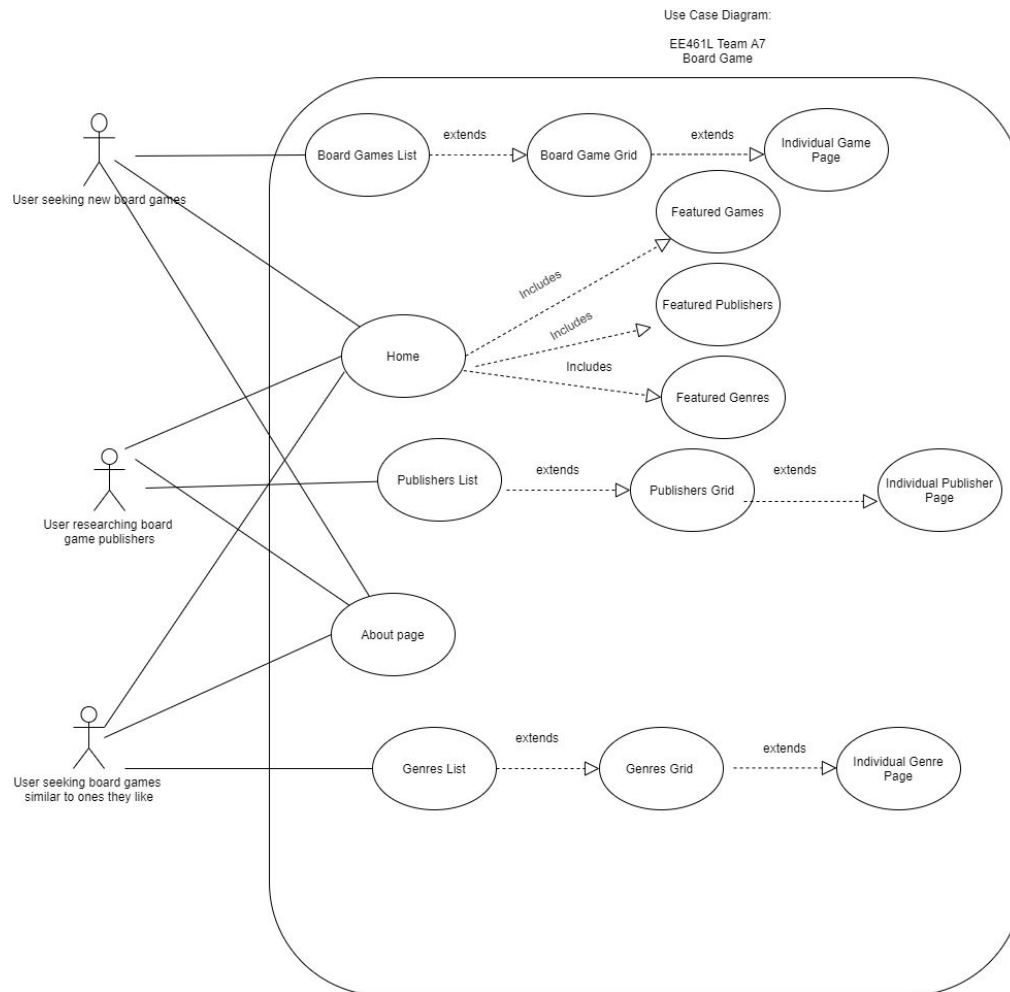 Use Case Diagram:
EE461L Team A7
Board Game
Board Games List
extends
Board Game Grid
extends
Individual Game
Page
User seeking new board games
Featured Games
Includes
Featured Publishers
Includes
Home
Includes
Featured Genres
Publishers List
extends
Publishers Grid
extends
Individual Publisher
Page
User researching board
game publishers
About page
User seeking board games
similar to ones they like
Genres List
extends
Genres Grid
extends
Individual Genre
Page